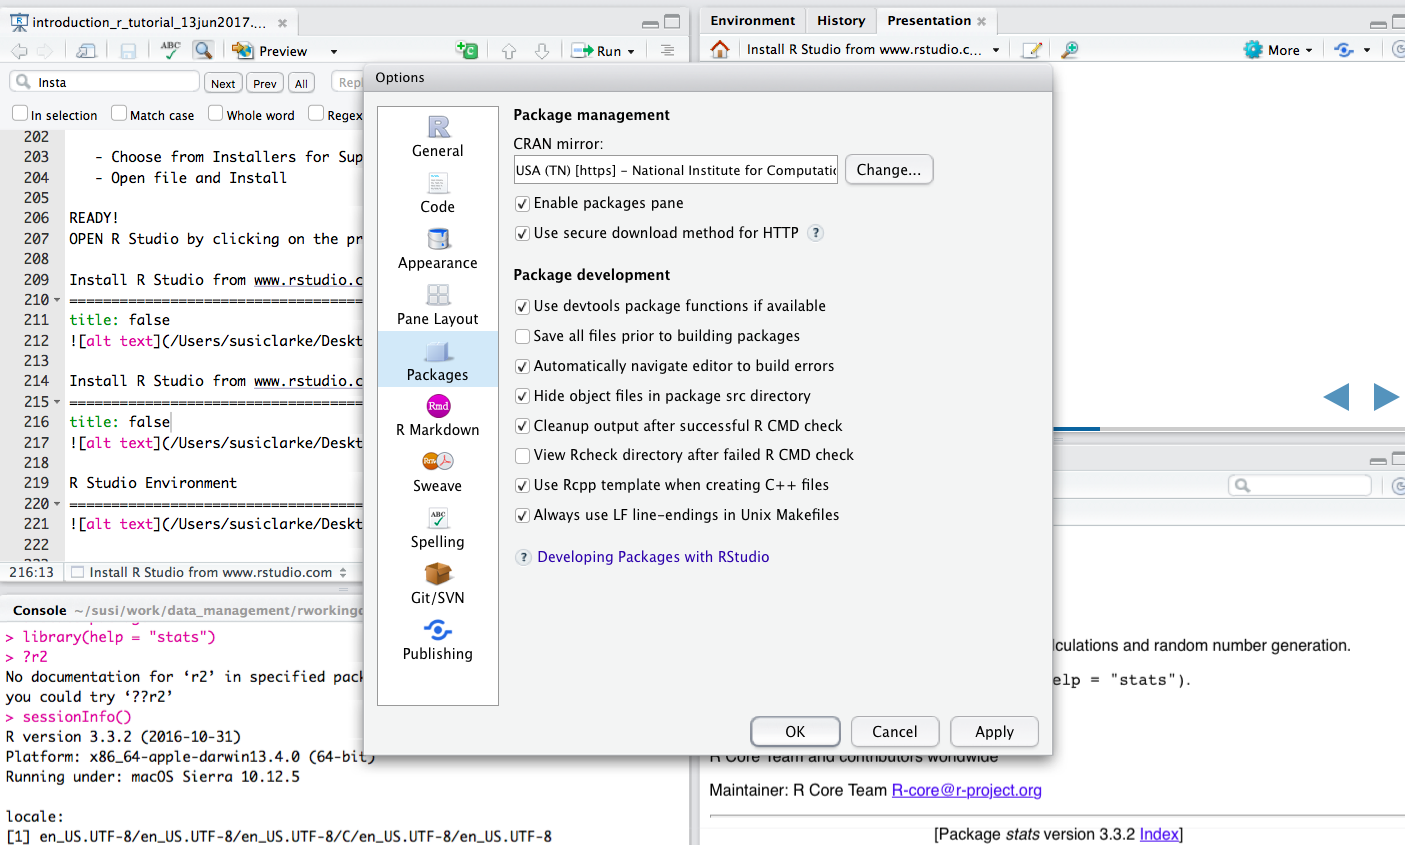 introduction_r_tutorial_13jun2017....
ABC
Preview
Run
Insta
Next
Prev
All
Repl
In selection
Match case
Whole word
Regex
202
203 - Choose from Installers for Sup
204 - Open file and Install
205
206 READY!
207 OPEN R Studio by clicking on the pr
208
209 Install R Studio from www.rstudio.c
210 ===================================
211 title: false
212 ![alt text](/Users/susiclarke/Deskt
213
214 Install R Studio from www.rstudio.c
215 ===================================
216 title: false
217 ![alt text](/Users/susiclarke/Deskt
218
219 R Studio Environment
220 ===================================
221 ![alt text](/Users/susiclarke/Deskt
222
216:13 Install R Studio from www.rstudio.com
Console ~/susi/work/data_management/rworkingd
> library(help = "stats")
> ?r2
No documentation for ‘r2’ in specified pack
you could try ‘??r2’
> sessionInfo()
R version 3.3.2 (2016-10-31)
Platform: x86_64-apple-darwin13.4.0 (64-bit)
Running under: macOS Sierra 10.12.5
locale:
[1] en_US.UTF-8/en_US.UTF-8/en_US.UTF-8/C/en_US.UTF-8/en_US.UTF-8
Options
R
General
Code
Appearance
Pane Layout
Packages
Rmd
R Markdown
Rnw
Sweave
ABC
Spelling
Git/SVN
Publishing
Package management
CRAN mirror:
USA (TN) [https] – National Institute for Computatio
Change...
Enable packages pane
Use secure download method for HTTP ?
Package development
Use devtools package functions if available
Save all files prior to building packages
Automatically navigate editor to build errors
Hide object files in package src directory
Cleanup output after successful R CMD check
View Rcheck directory after failed R CMD check
Use Rcpp template when creating C++ files
Always use LF line-endings in Unix Makefiles
? Developing Packages with RStudio
OK
Cancel
Apply
Environment
History
Presentation
Install R Studio from www.rstudio.c...
More
lculations and random number generation.
elp = "stats").
R Core Team and contributors worldwide
Maintainer: R Core Team R-core@r-project.org
[Package stats version 3.3.2 Index]